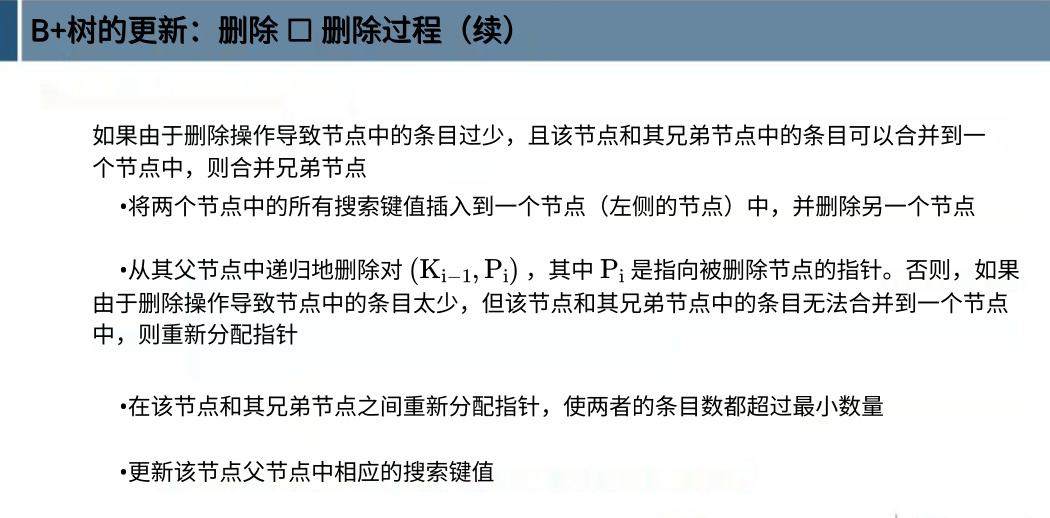 B+树的更新：删除 □ 删除过程（续）
如果由于删除操作导致节点中的条目过少，且该节点和其兄弟节点中的条目可以合并到一
个节点中，则合并兄弟节点
•将两个节点中的所有搜索键值插入到一个节点（左侧的节点）中，并删除另一个节点
•从其父节点中递归地删除对 (K_{i−1}, P_i) ，其中 P_i 是指向被删除节点的指针。否则，如果
由于删除操作导致节点中的条目太少，但该节点和其兄弟节点中的条目无法合并到一个节点
中，则重新分配指针
•在该节点和其兄弟节点之间重新分配指针，使两者的条目数都超过最小数量
•更新该节点父节点中相应的搜索键值